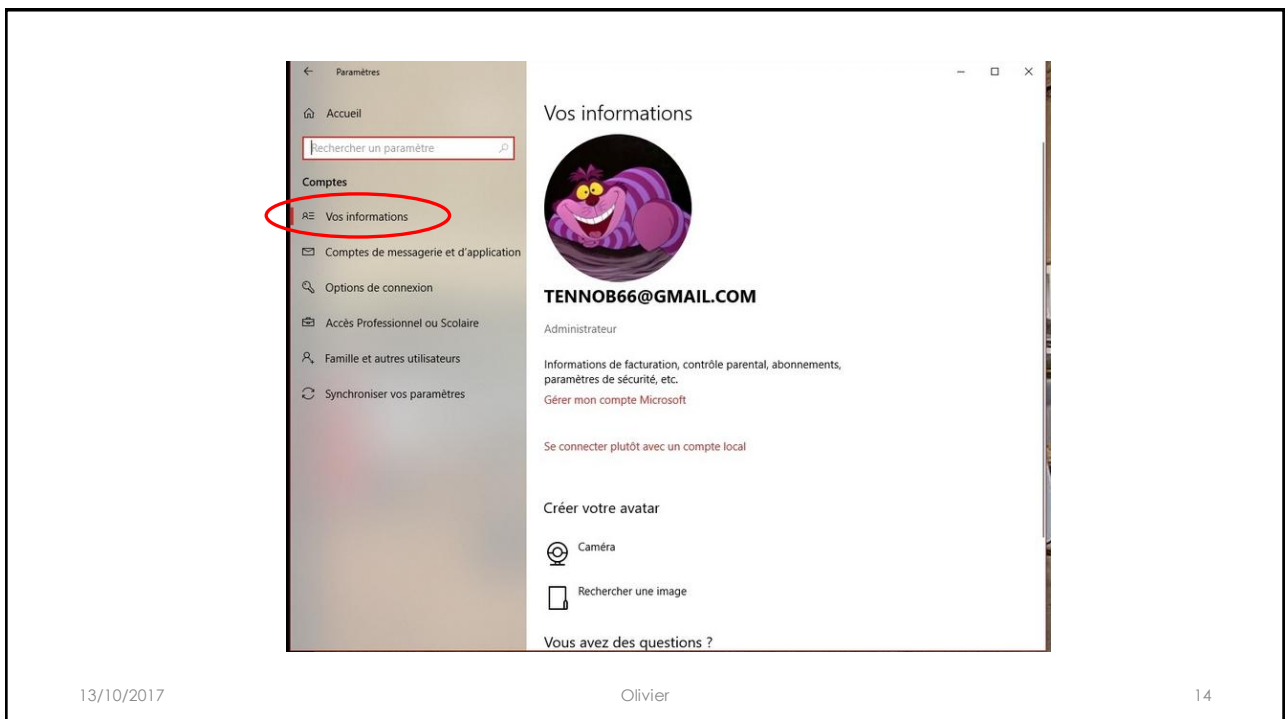 Paramètres
Accueil
Rechercher un paramètre
Comptes
Vos informations
Comptes de messagerie et d'application
Options de connexion
Accès Professionnel ou Scolaire
Famille et autres utilisateurs
Synchroniser vos paramètres
Vos informations
TENNOB66@GMAIL.COM
Administrateur
Informations de facturation, contrôle parental, abonnements,
paramètres de sécurité, etc.
Gérer mon compte Microsoft
Se connecter plutôt avec un compte local
Créer votre avatar
Caméra
Rechercher une image
Vous avez des questions ?
13/10/2017 Olivier 14